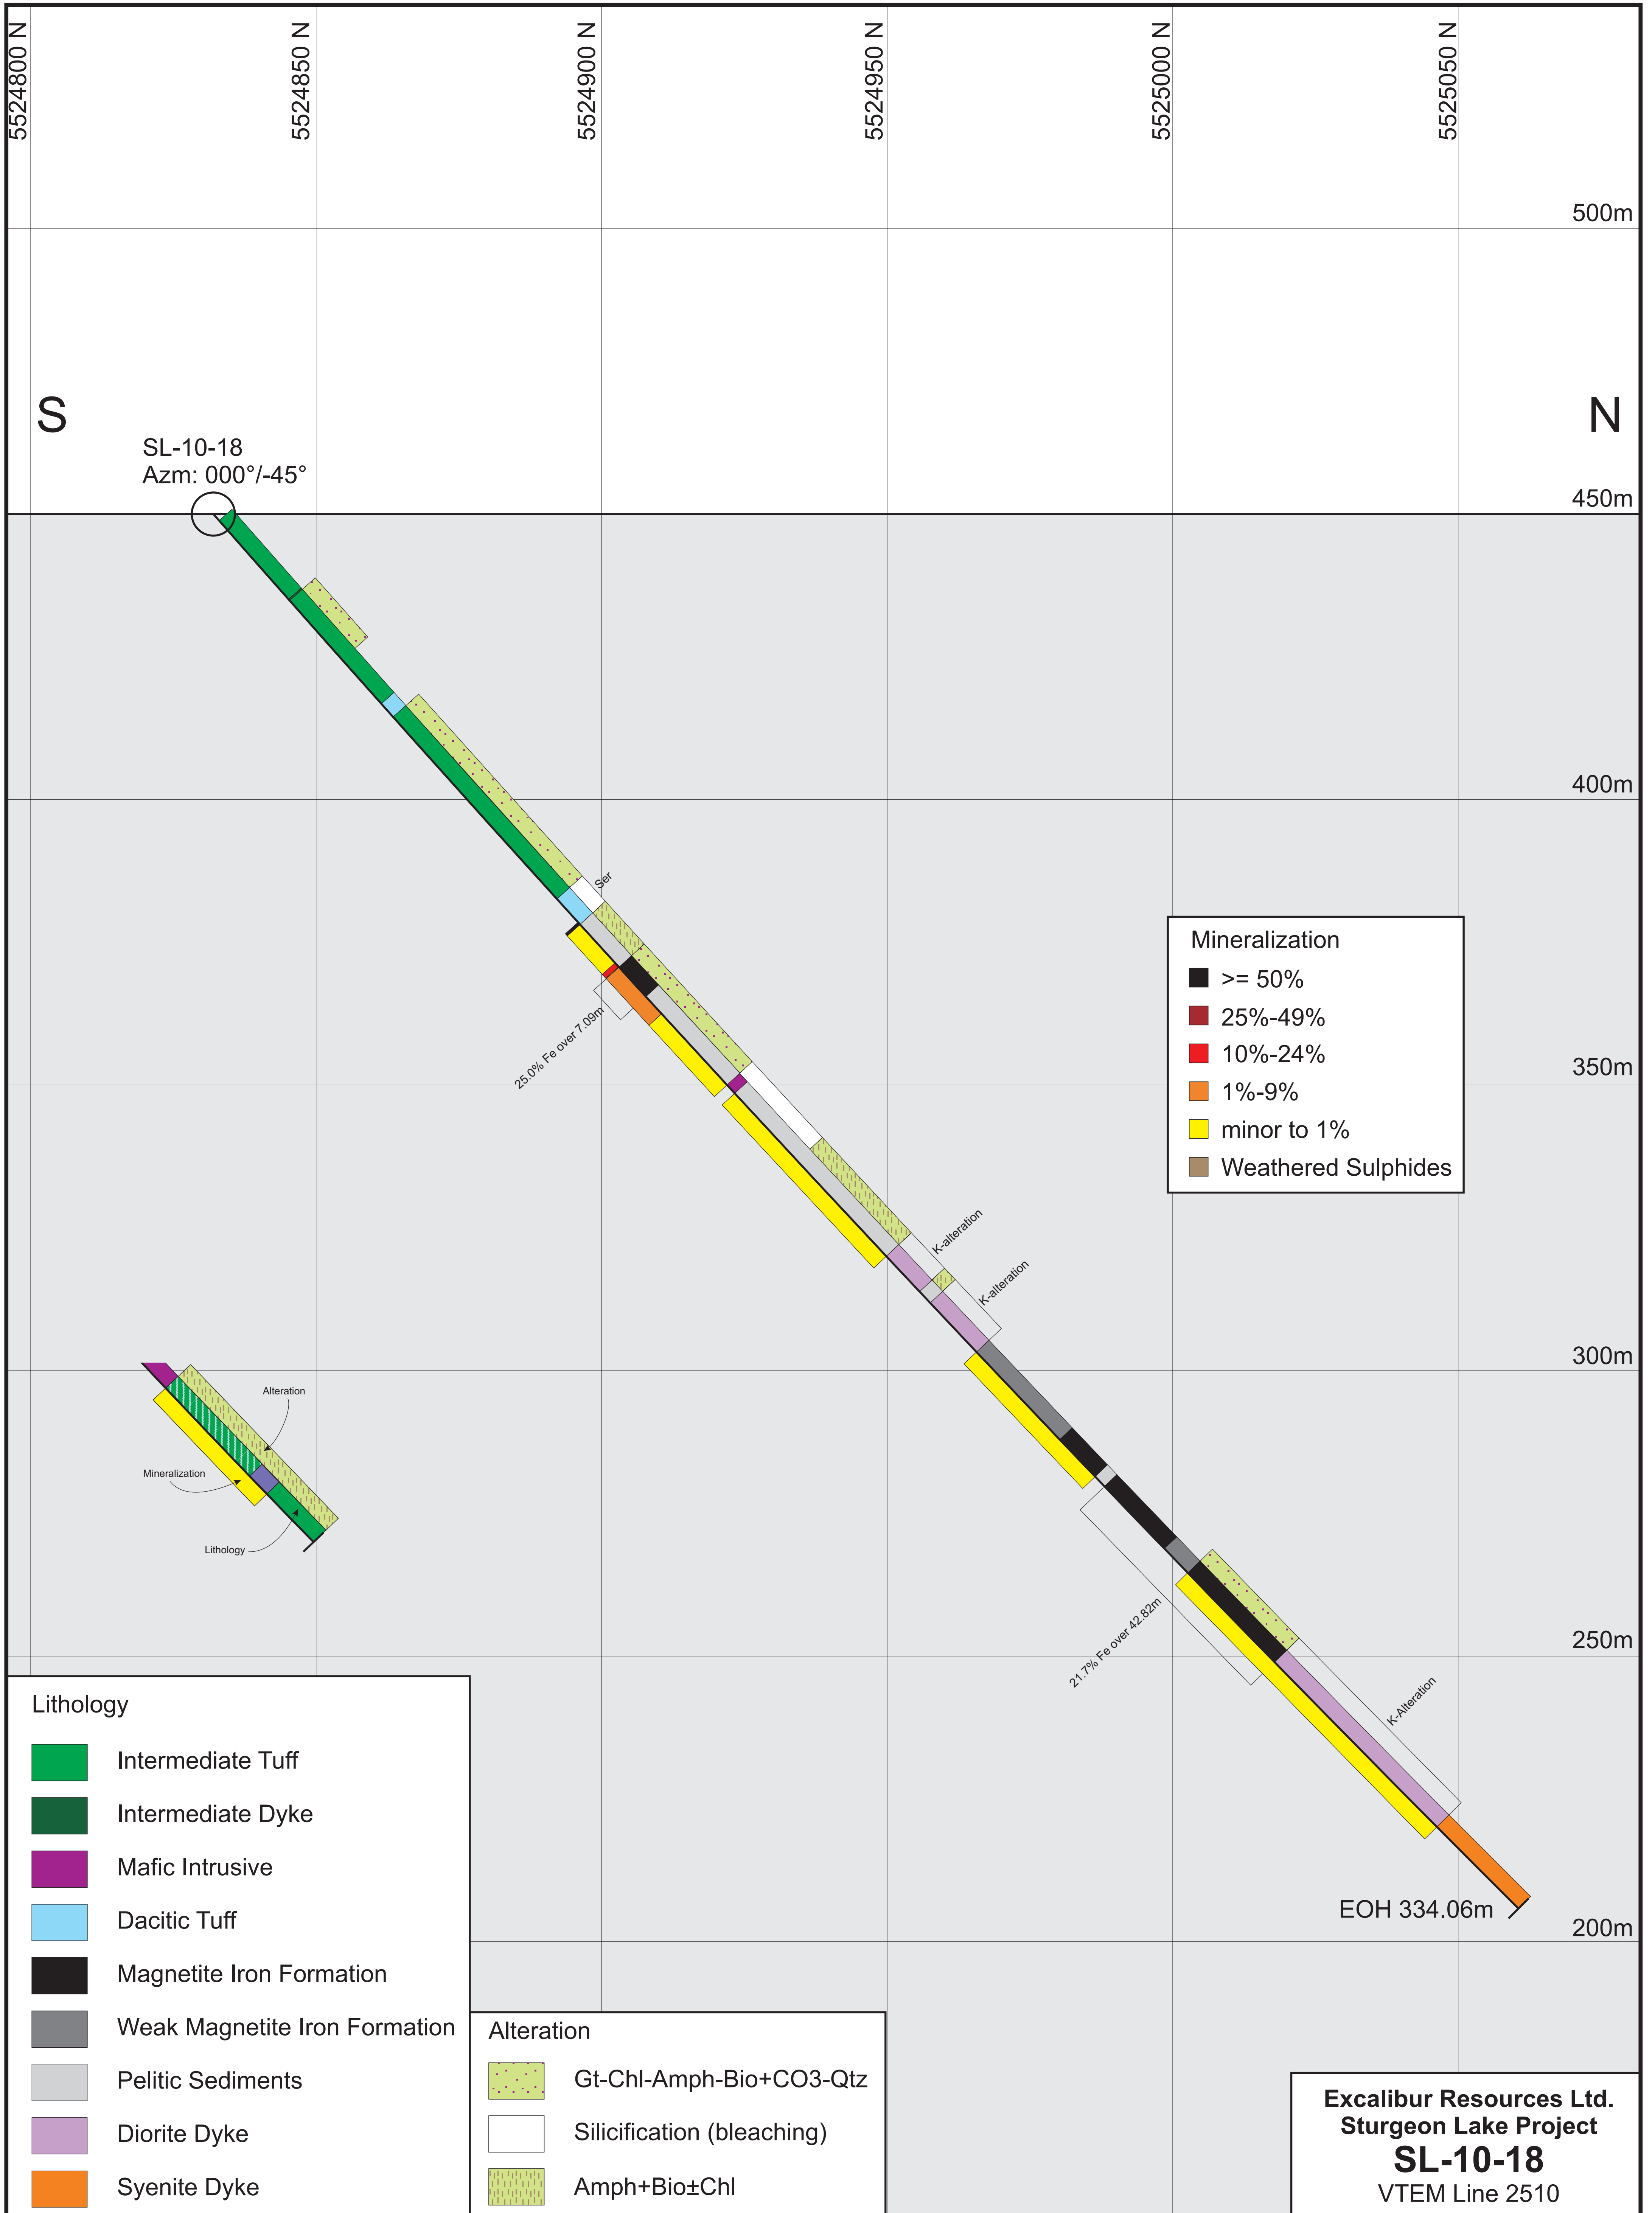 5524800 N
5524850 N
5524900 N
5524950 N
5525000 N
5525050 N
500m
S
N
SL-10-18
Azm: 000°/-45°
450m
400m
Ser
Mineralization
>= 50%
25%-49%
10%-24%
1%-9%
minor to 1%
Weathered Sulphides
25.0% Fe over 7.09m
350m
K-alteration
K-alteration
300m
Alteration
Mineralization
Lithology
21.7% Fe over 42.82m
250m
K-Alteration
EOH 334.06m
200m
Lithology
Intermediate Tuff
Intermediate Dyke
Mafic Intrusive
Dacitic Tuff
Magnetite Iron Formation
Weak Magnetite Iron Formation
Pelitic Sediments
Diorite Dyke
Syenite Dyke
Alteration
Gt-Chl-Amph-Bio+CO3-Qtz
Silicification (bleaching)
Amph+Bio±Chl
Excalibur Resources Ltd.
Sturgeon Lake Project
SL-10-18
VTEM Line 2510